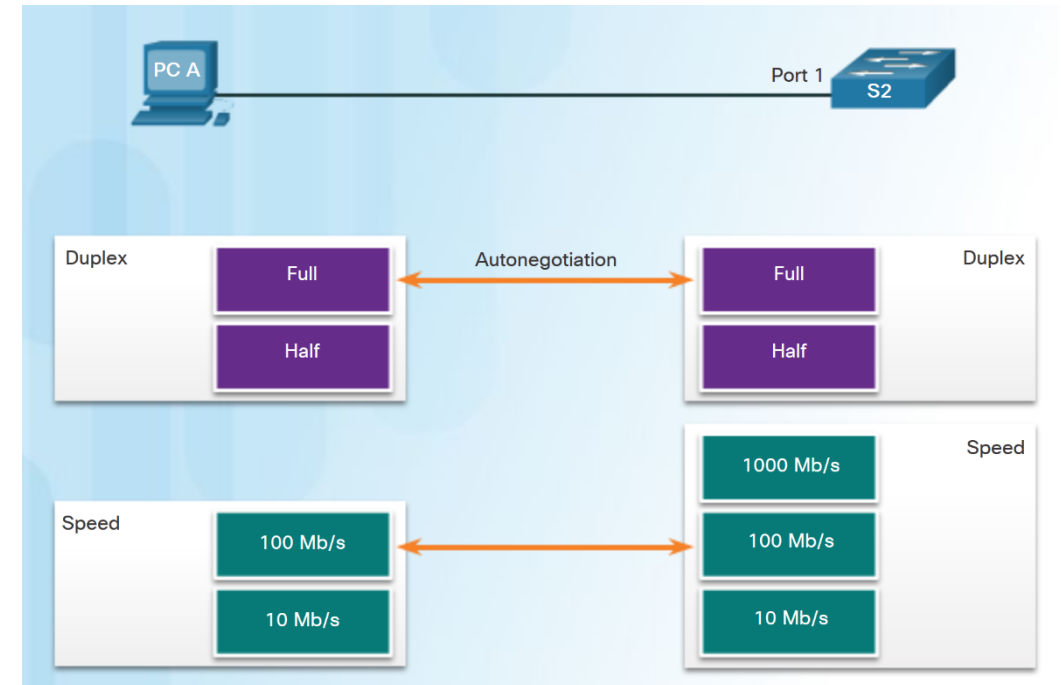 PC A
Port 1
S2
Duplex
Full
Autonegotiation
Full
Duplex
Half
Half
1000 Mb/s
Speed
Speed
100 Mb/s
100 Mb/s
10 Mb/s
10 Mb/s